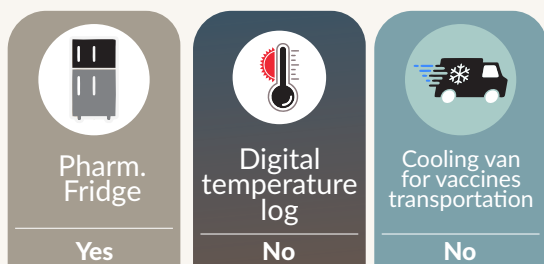 Pharm.
Fridge
Yes
Digital
temperature
log
No
Cooling van
for vaccines
transportation
No